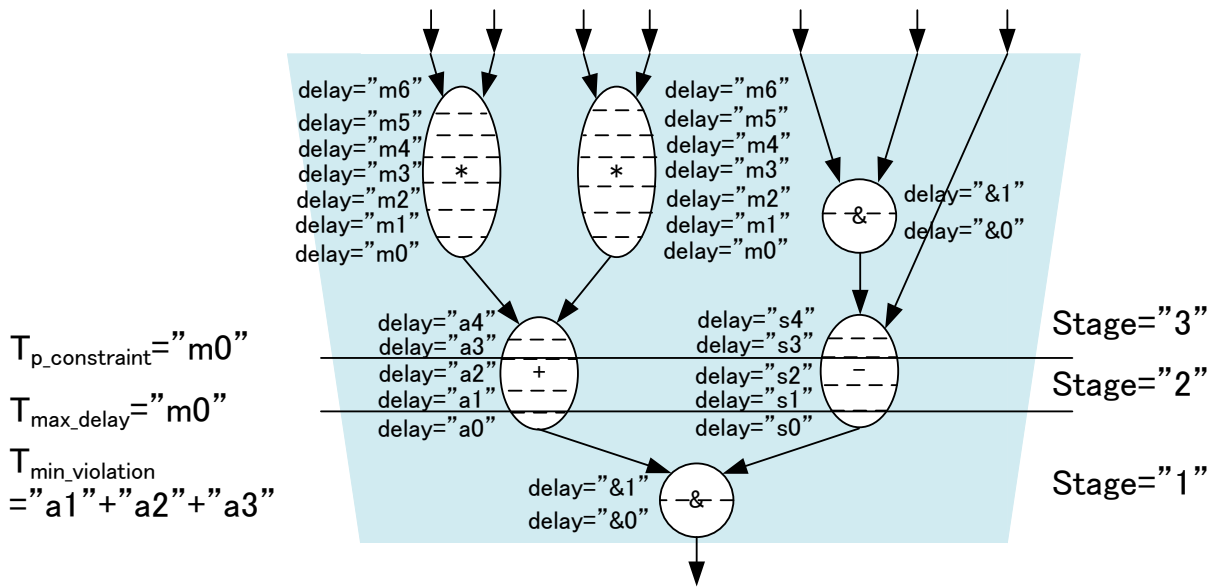 delay="m6"
delay="m5"
delay="m4"
delay="m3"
delay="m2"
delay="m1"
delay="m0"
*
*
delay="m6"
delay="m5"
delay="m4"
delay="m3"
delay="m2"
delay="m1"
delay="m0"
&
delay="&1"
delay="&0"
delay="a4"
delay="a3"
delay="a2"
delay="a1"
delay="a0"
+
delay="s4"
delay="s3"
delay="s2"
delay="s1"
delay="s0"
-
Stage="3"
Stage="2"
Stage="1"
Tp_constraint="m0"
Tmax_delay="m0"
Tmin_violation
="a1"+"a2"+"a3"
delay="&1"
delay="&0"
&